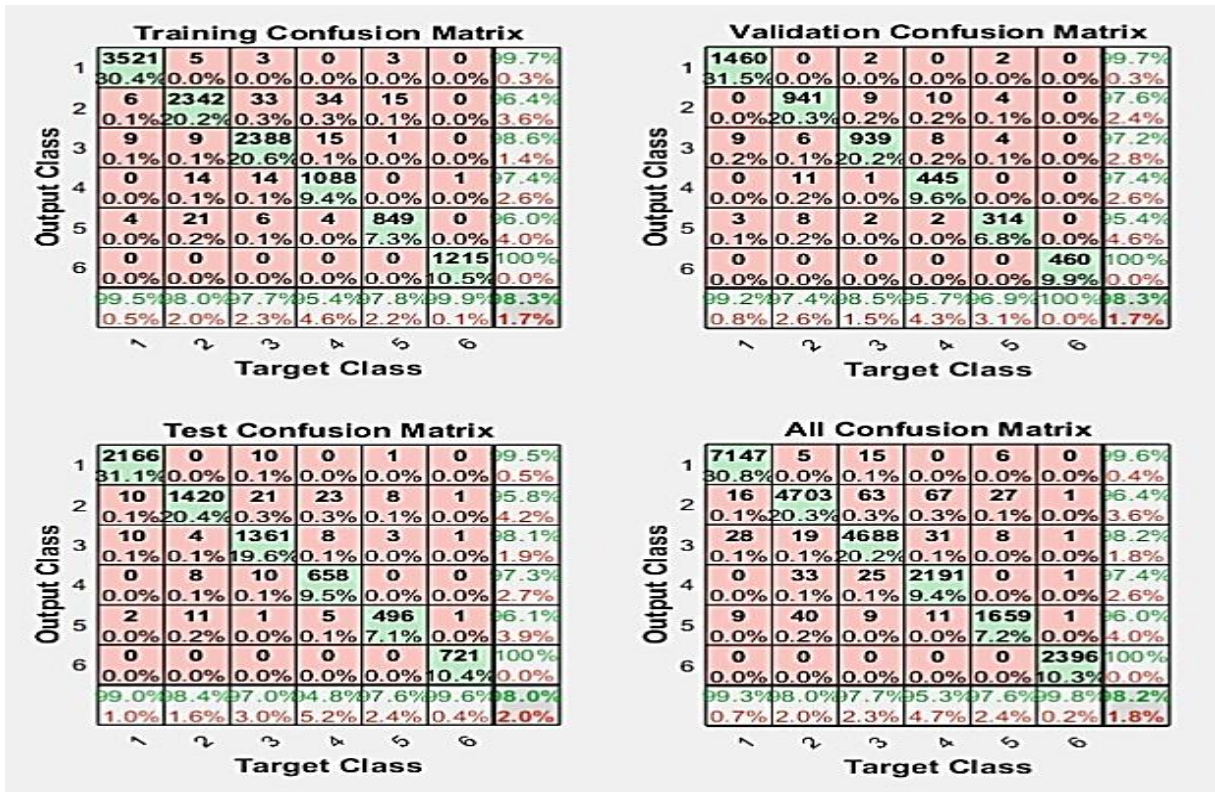 Training Confusion Matrix
1 3521 5 3 0 3 0 99.7%
30.4% 0.0% 0.0% 0.0% 0.0% 0.0% 0.3%
2 6 2342 33 34 15 0 96.4%
0.1% 20.2% 0.3% 0.3% 0.1% 0.0% 3.6%
3 9 9 2388 15 1 0 98.6%
0.1% 0.1% 20.6% 0.1% 0.0% 0.0% 1.4%
4 0 14 14 1088 0 1 97.4%
0.0% 0.1% 0.1% 9.4% 0.0% 0.0% 2.6%
5 4 21 6 4 849 0 96.0%
0.0% 0.2% 0.1% 0.0% 7.3% 0.0% 4.0%
6 0 0 0 0 0 1215 100%
0.0% 0.0% 0.0% 0.0% 0.0% 10.5% 0.0%
99.5% 98.0% 97.7% 95.4% 97.8% 99.9% 98.3%
0.5% 2.0% 2.3% 4.6% 2.2% 0.1% 1.7%
1 2 3 4 5 6
Target Class
Output Class
Validation Confusion Matrix
1 1460 0 2 0 2 0 99.7%
31.5% 0.0% 0.0% 0.0% 0.0% 0.0% 0.3%
2 0 941 9 10 4 0 97.6%
0.0% 20.3% 0.2% 0.2% 0.1% 0.0% 2.4%
3 9 6 939 8 4 0 97.2%
0.2% 0.1% 20.2% 0.2% 0.1% 0.0% 2.8%
4 0 11 1 445 0 0 97.4%
0.0% 0.2% 0.0% 9.6% 0.0% 0.0% 2.6%
5 3 8 2 2 314 0 95.4%
0.1% 0.2% 0.0% 0.0% 6.8% 0.0% 4.6%
6 0 0 0 0 0 460 100%
0.0% 0.0% 0.0% 0.0% 0.0% 9.9% 0.0%
99.2% 97.4% 98.5% 95.7% 96.9% 100% 98.3%
0.8% 2.6% 1.5% 4.3% 3.1% 0.0% 1.7%
1 2 3 4 5 6
Target Class
Output Class
Test Confusion Matrix
1 2166 0 10 0 1 0 99.5%
31.1% 0.0% 0.1% 0.0% 0.0% 0.0% 0.5%
2 10 1420 21 23 8 1 95.8%
0.1% 20.4% 0.3% 0.3% 0.1% 0.0% 4.2%
3 10 4 1361 8 3 1 98.1%
0.1% 0.1% 19.6% 0.1% 0.0% 0.0% 1.9%
4 0 8 10 658 0 0 97.3%
0.0% 0.1% 0.1% 9.5% 0.0% 0.0% 2.7%
5 2 11 1 5 496 1 96.1%
0.0% 0.2% 0.0% 0.1% 7.1% 0.0% 3.9%
6 0 0 0 0 0 721 100%
0.0% 0.0% 0.0% 0.0% 0.0% 10.4% 0.0%
99.0% 98.4% 97.0% 94.8% 97.6% 99.6% 98.0%
1.0% 1.6% 3.0% 5.2% 2.4% 0.4% 2.0%
1 2 3 4 5 6
Target Class
Output Class
All Confusion Matrix
1 7147 5 15 0 6 0 99.6%
30.8% 0.0% 0.1% 0.0% 0.0% 0.0% 0.4%
2 16 4703 63 67 27 1 96.4%
0.1% 20.3% 0.3% 0.3% 0.1% 0.0% 3.6%
3 28 19 4688 31 8 1 98.2%
0.1% 0.1% 20.2% 0.1% 0.0% 0.0% 1.8%
4 0 33 25 2191 0 1 97.4%
0.0% 0.1% 0.1% 9.4% 0.0% 0.0% 2.6%
5 9 40 9 11 1659 1 96.0%
0.0% 0.2% 0.0% 0.0% 7.2% 0.0% 4.0%
6 0 0 0 0 0 2396 100%
0.0% 0.0% 0.0% 0.0% 0.0% 10.3% 0.0%
99.3% 98.0% 97.7% 95.3% 97.6% 99.8% 98.2%
0.7% 2.0% 2.3% 4.7% 2.4% 0.2% 1.8%
1 2 3 4 5 6
Target Class
Output Class